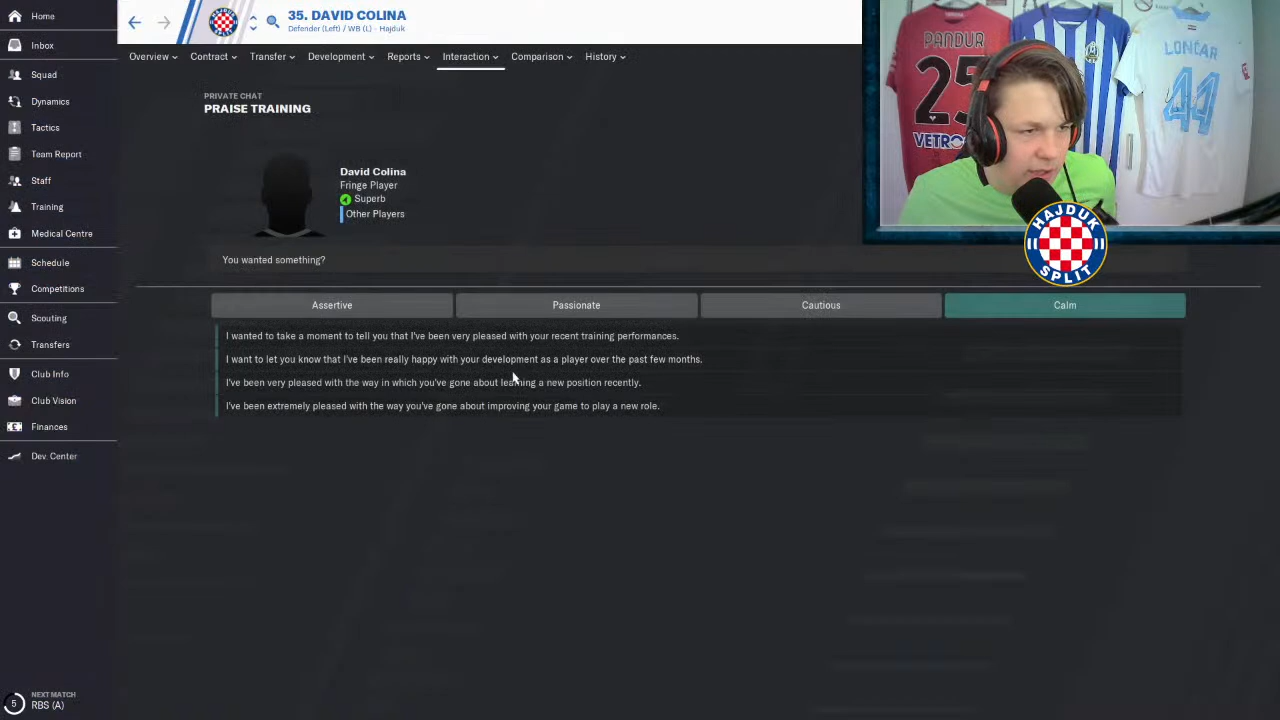 Home
Inbox
Squad
Dynamics
Tactics
Team Report
Staff
Training
Medical Centre
Schedule
Competitions
Scouting
Transfers
Club Info
Club Vision
Finances
Dev. Center
5
NEXT MATCH
RBS (A)
35. DAVID COLINA
Defender (Left) / WB (L) - Hajduk
Overview
Contract
Transfer
Development
Reports
Interaction
Comparison
History
PRIVATE CHAT
PRAISE TRAINING
David Colina
Fringe Player
Superb
Other Players
You wanted something?
Assertive
Passionate
Cautious
Calm
I wanted to take a moment to tell you that I've been very pleased with your recent training performances.
I want to let you know that I've been really happy with your development as a player over the past few months.
I've been very pleased with the way in which you've gone about learning a new position recently.
I've been extremely pleased with the way you've gone about improving your game to play a new role.
PANDUR
25
LONČAR
44
HAJDUK
SPLIT